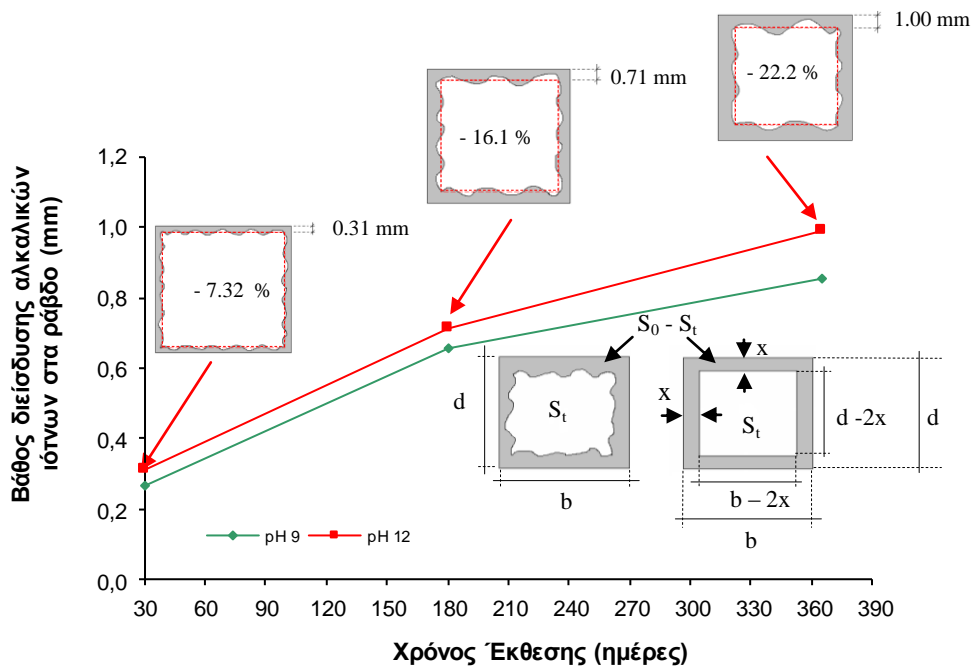 1.00 mm
- 22.2 %
0.71 mm
- 16.1 %
0.31 mm
- 7.32 %
Βάθος διείσδυσης αλκαλικών
ιότνων στα ράβδο (mm)
1,2
1,0
0,8
0,6
0,4
0,2
0,0
S0 - St
x
x
d
St
St
d -2x
d
b
b – 2x
b
pH 9
pH 12
30 60 90 120 150 180 210 240 270 300 330 360 390
Χρόνος Έκθεσης (ημέρες)